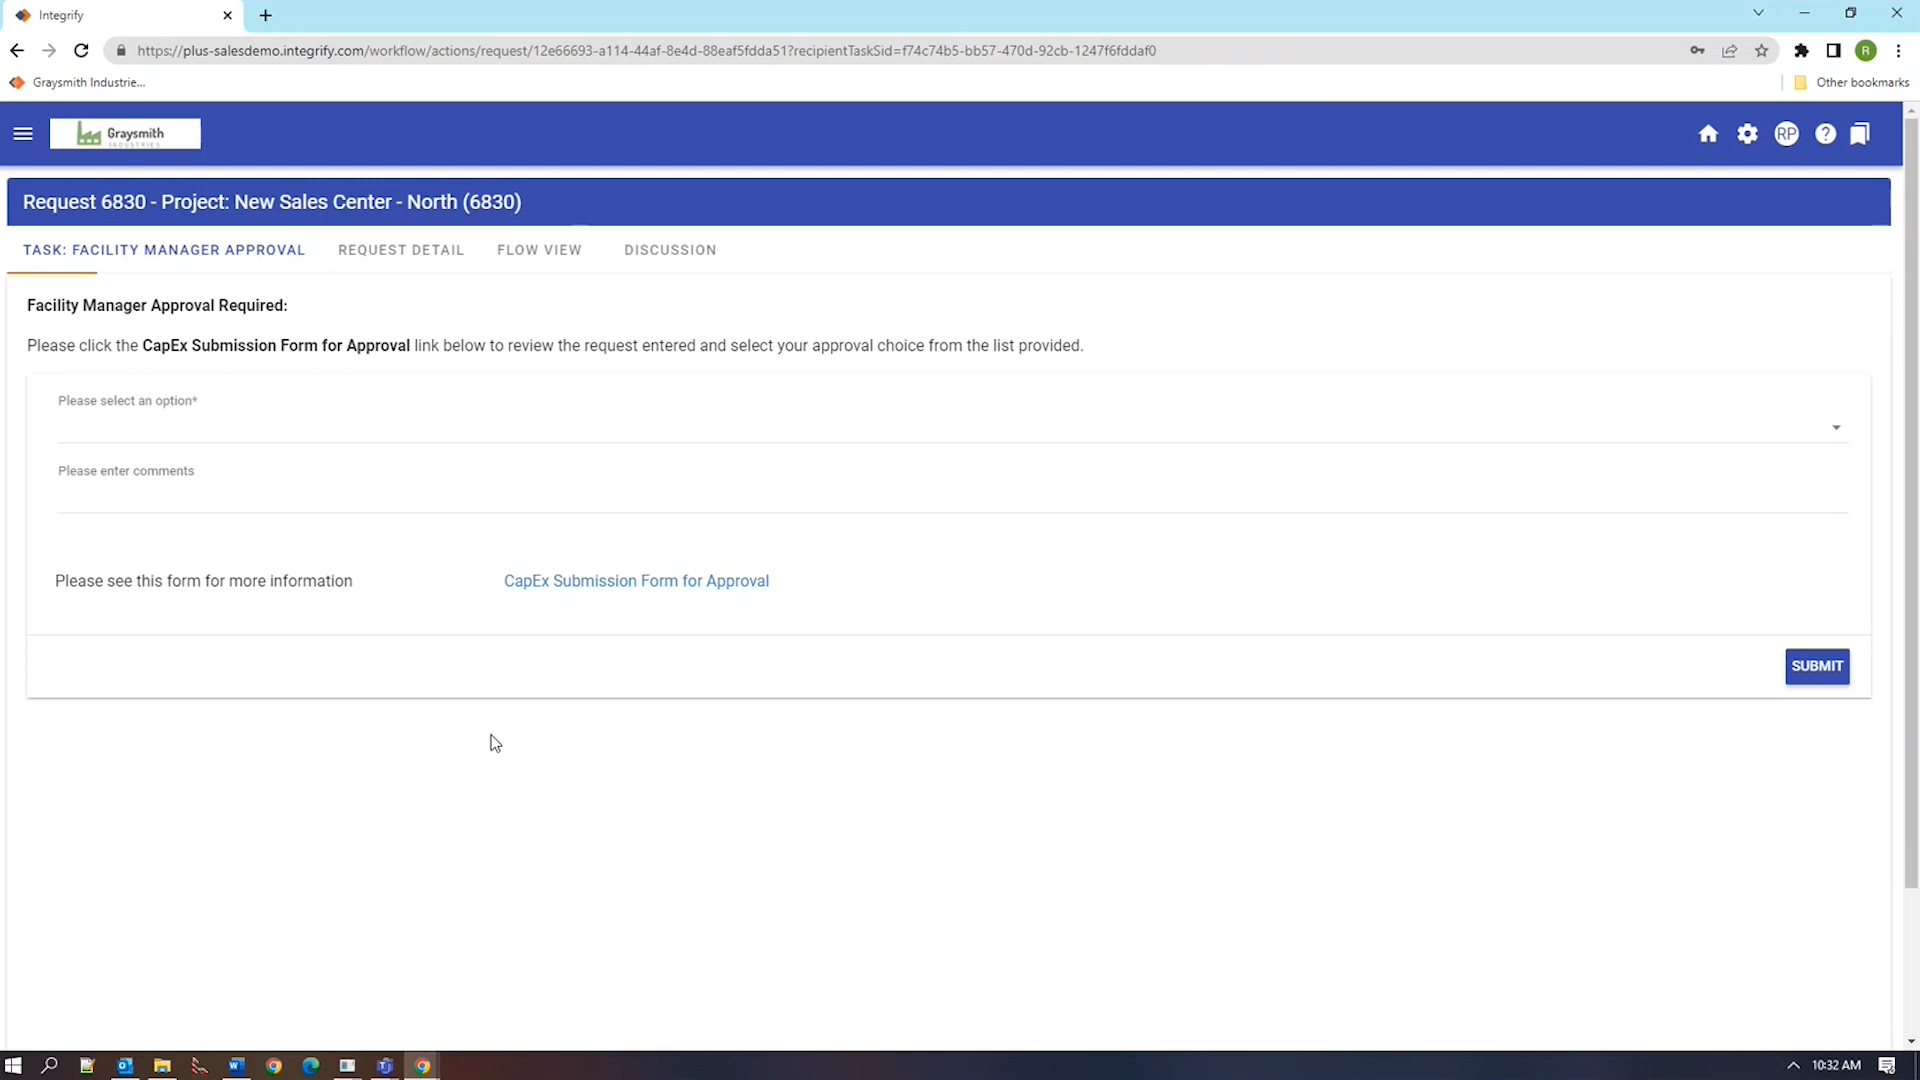 Integrify
https://plus-salesdemo.integrify.com/workflow/actions/request/12e66693-a114-44af-8e4d-88eaf5fdda51?recipientTaskSid=f74c74b5-bb57-470d-92cb-1247f6fddaf0
R
Graysmith Industrie...
Other bookmarks
Graysmith
INDUSTRIES
RP
Request 6830 - Project: New Sales Center - North (6830)
TASK: FACILITY MANAGER APPROVAL REQUEST DETAIL FLOW VIEW DISCUSSION
Facility Manager Approval Required:
Please click the CapEx Submission Form for Approval link below to review the request entered and select your approval choice from the list provided.
Please select an option*
Please enter comments
Please see this form for more information CapEx Submission Form for Approval
SUBMIT
10:32 AM